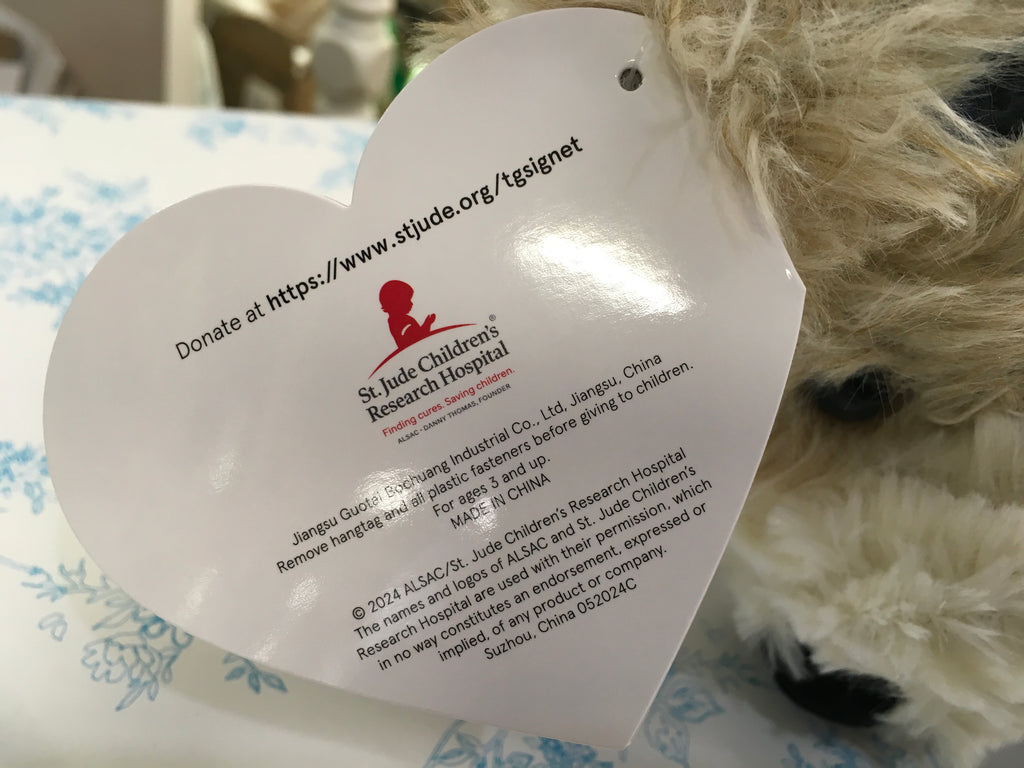 Donate at https://www.stjude.org/tgsignet
St. Jude Children's®
Research Hospital
Finding cures. Saving children.
ALSAC - DANNY THOMAS, FOUNDER
Jiangsu Guotai Bochuang Industrial Co., Ltd, Jiangsu, China
Remove hangtag and all plastic fasteners before giving to children.
For ages 3 and up.
MADE IN CHINA
© 2024 ALSAC/St. Jude Children's Research Hospital
The names and logos of ALSAC and St. Jude Children's
Research Hospital are used with their permission, which
in no way constitutes an endorsement, expressed or
implied, of any product or company.
Suzhou, China 052024C